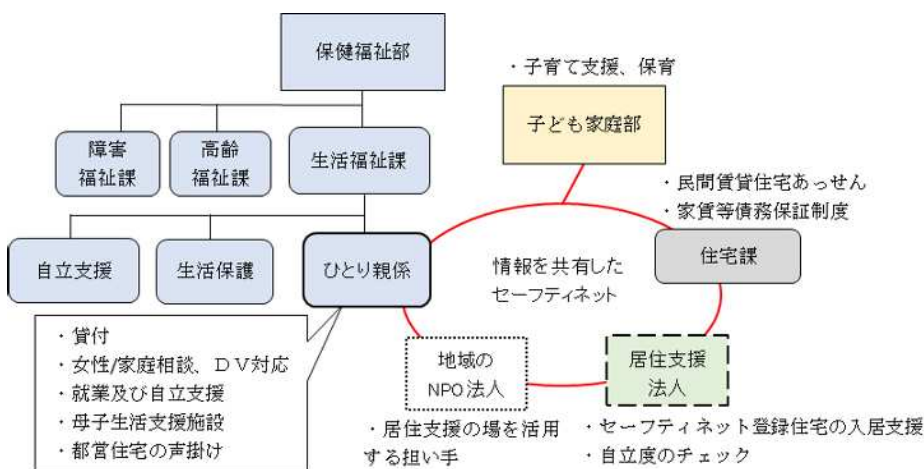 保健福祉部
・子育て支援、保育
子ども家庭部
障害
福祉課
高齢
福祉課
生活福祉課
・民間賃貸住宅あっせん
・家賃等債務保証制度
自立支援
生活保護
ひとり親係
情報を共有した
セーフティネット
住宅課
・貸付
・女性/家庭相談、ＤＶ対応
・就業及び自立支援
・母子生活支援施設
・都営住宅の声掛け
地域の
NPO法人
居住支援
法人
・居住支援の場を活用
する担い手
・セーフティネット登録住宅の入居支援
・自立度のチェック